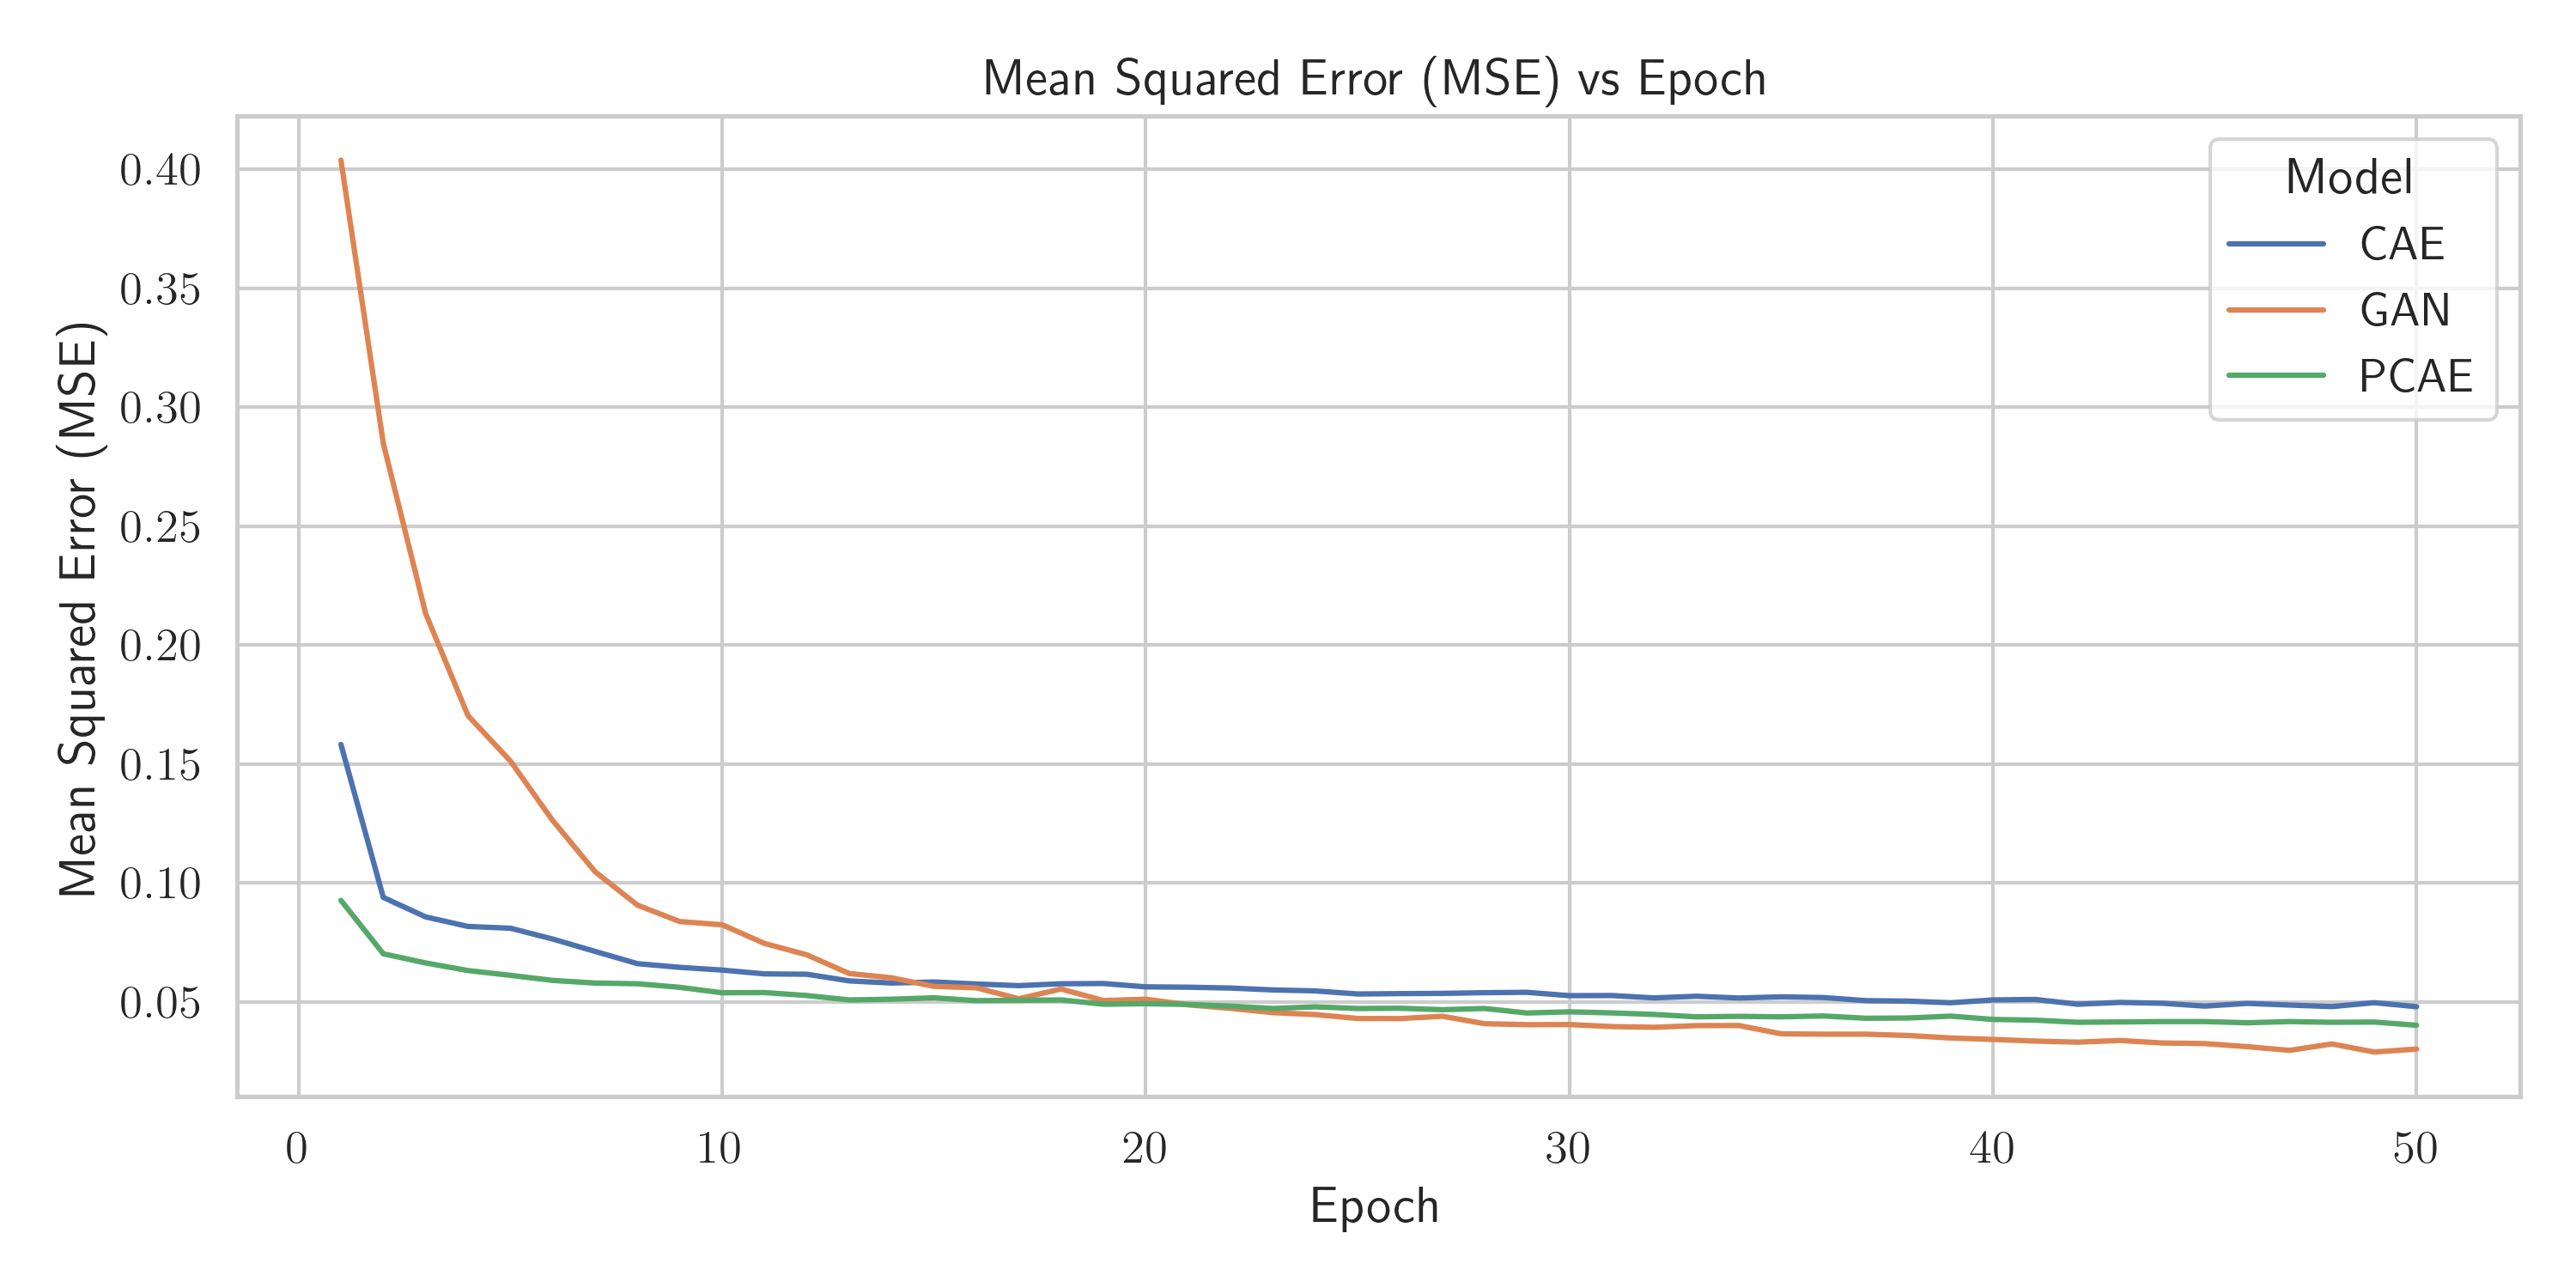 Mean Squared Error (MSE) vs Epoch
Mean Squared Error (MSE)
0.40
0.35
0.30
0.25
0.20
0.15
0.10
0.05
Model
CAE
GAN
PCAE
0 10 20 30 40 50
Epoch